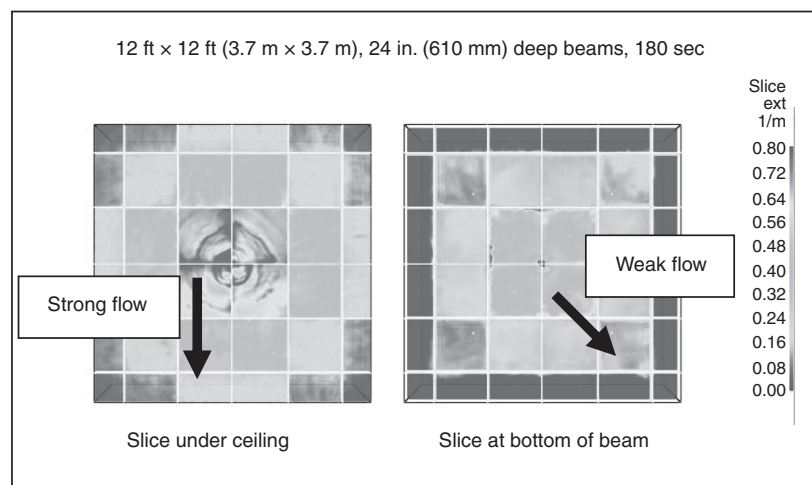 12 ft × 12 ft (3.7 m × 3.7 m), 24 in. (610 mm) deep beams, 180 sec
Slice
ext
1/m
0.80
0.72
0.64
0.56
0.48
0.40
0.32
0.24
0.16
0.08
0.00
Strong flow
Weak flow
Slice under ceiling
Slice at bottom of beam